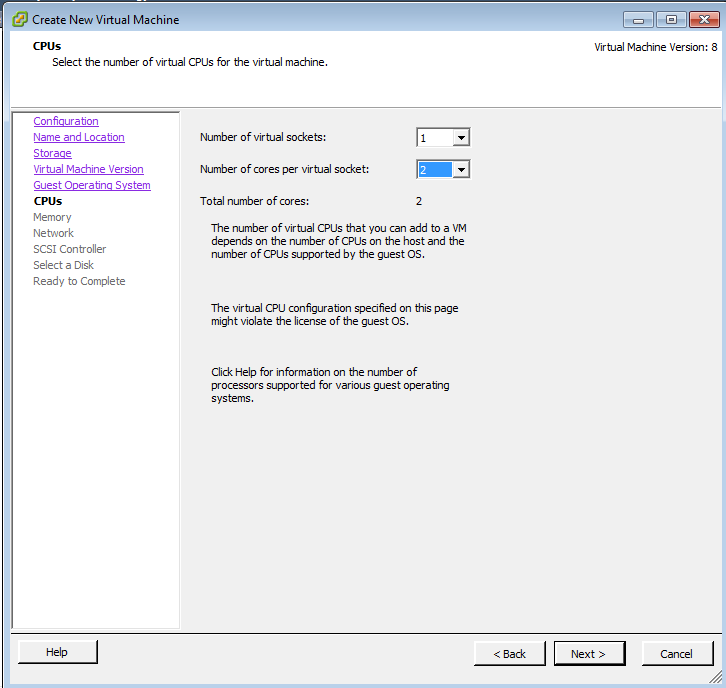 Create New Virtual Machine
CPUs
Select the number of virtual CPUs for the virtual machine.
Virtual Machine Version: 8
Configuration
Name and Location
Storage
Virtual Machine Version
Guest Operating System
CPUs
Memory
Network
SCSI Controller
Select a Disk
Ready to Complete
Number of virtual sockets:
1
Number of cores per virtual socket:
2
Total number of cores:
2
The number of virtual CPUs that you can add to a VM
depends on the number of CPUs on the host and the
number of CPUs supported by the guest OS.
The virtual CPU configuration specified on this page
might violate the license of the guest OS.
Click Help for information on the number of
processors supported for various guest operating
systems.
Help
< Back
Next >
Cancel